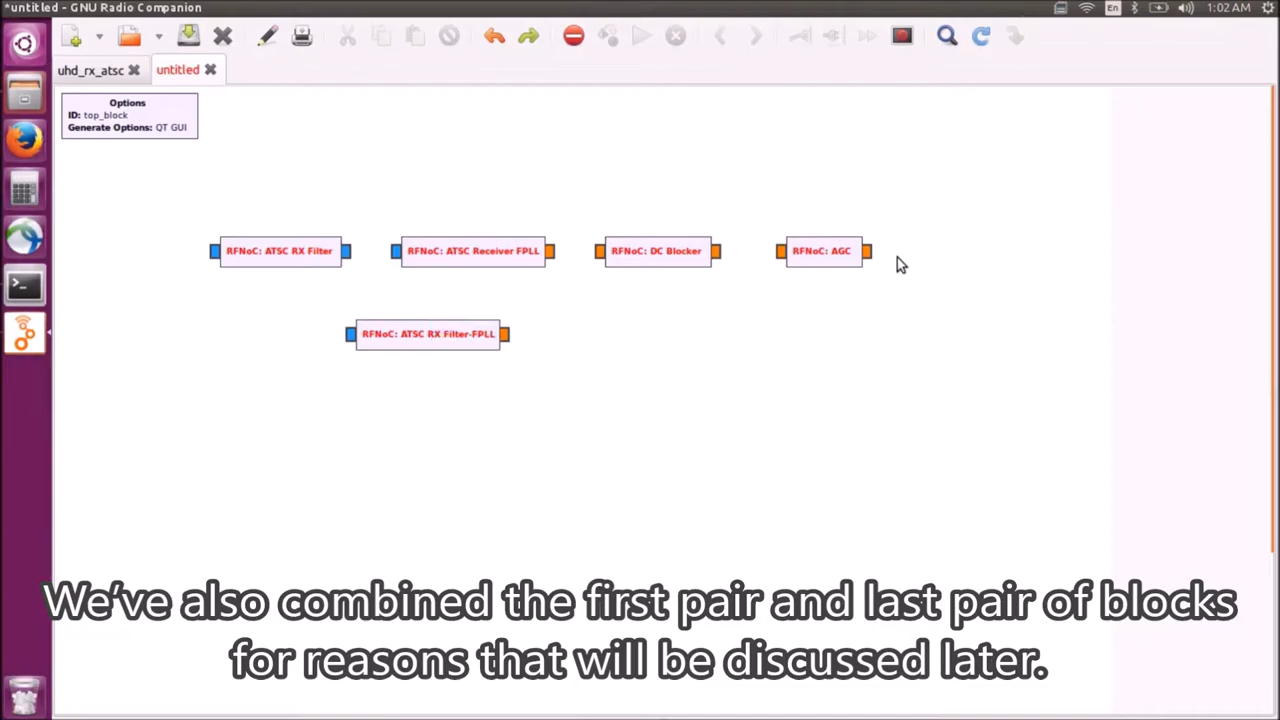 *untitled - GNU Radio Companion
En
1:02 AM
uhd_rx_atsc
untitled
Options
ID: top_block
Generate Options: QT GUI
RFNoC: ATSC RX Filter
RFNoC: ATSC Receiver FPLL
RFNoC: DC Blocker
RFNoC: AGC
RFNoC: ATSC RX Filter-FPLL
We've also combined the first pair and last pair of blocks
for reasons that will be discussed later.